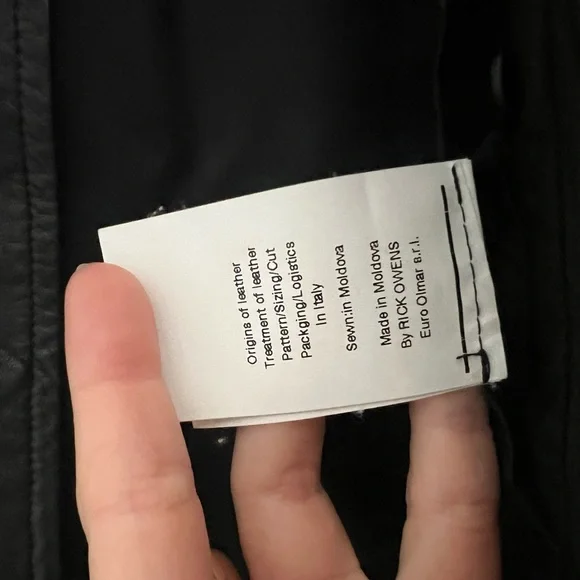 Origins of leather
Treatment of leather
Pattern/Sizing/Cut
Packging/Logistics
In Italy
Sewn:in Moldova
Made in Moldova
By RICK OWENS
Euro Olmar s.r.l.